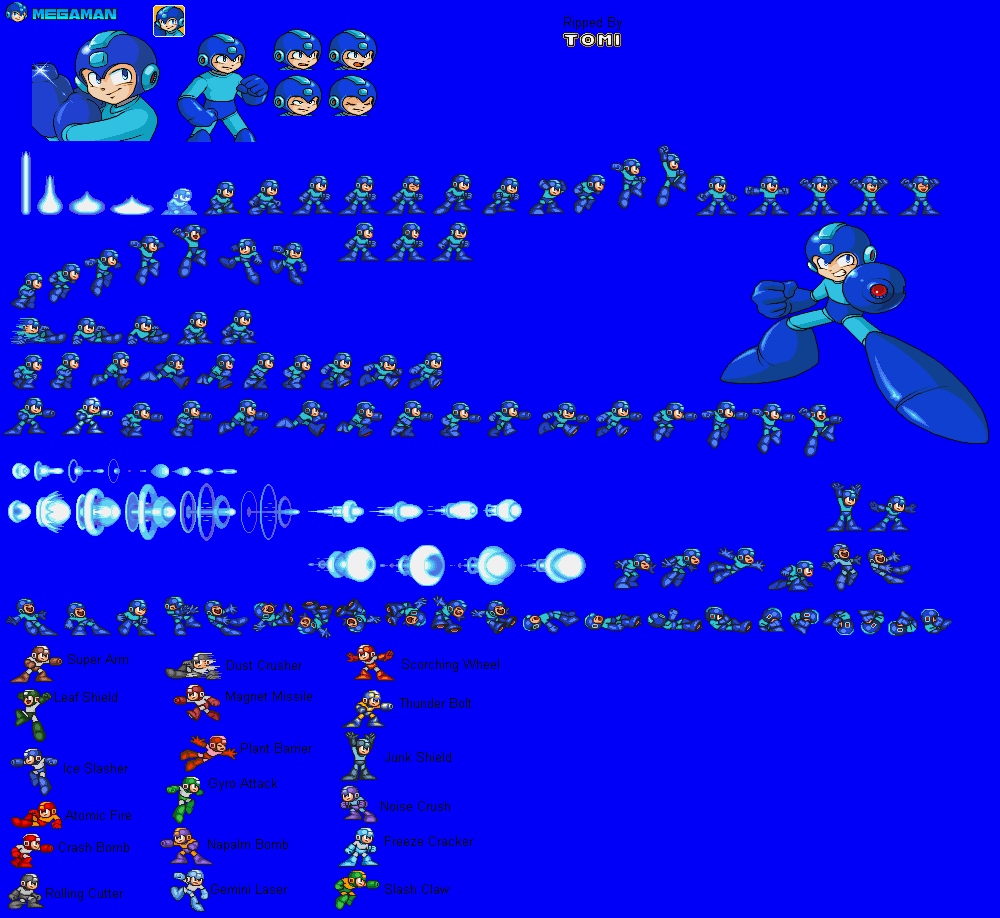 MEGAMAN
Ripped By
TOMI
Super Arm
Dust Crusher
Scorching Wheel
Leaf Shield
Magnet Missile
Thunder Bolt
Plant Barrier
Junk Shield
Ice Slasher
Gyro Attack
Noise Crush
Atomic Fire
Freeze Cracker
Crash Bomb
Napalm Bomb
Rolling Cutter
Gemini Laser
Slash Claw